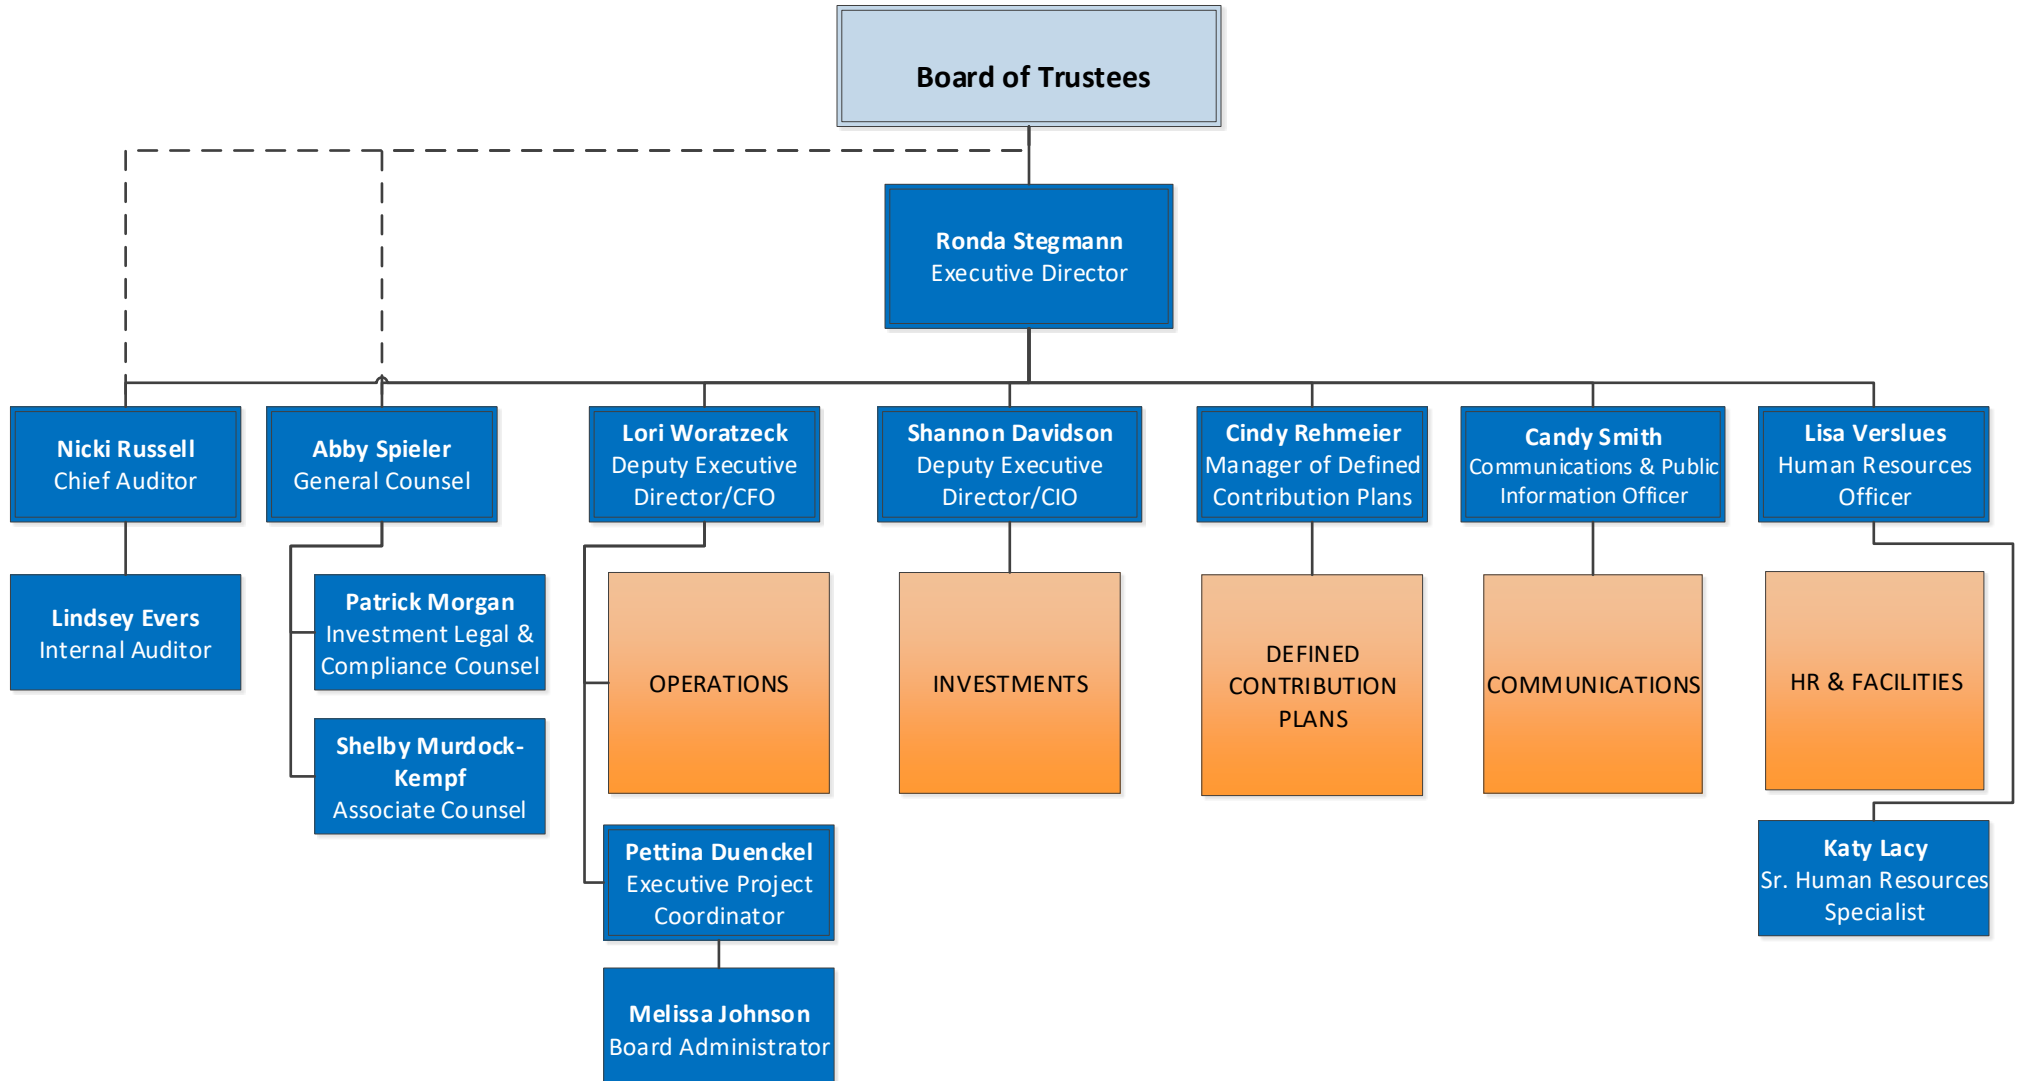 Board of Trustees
Ronda Stegmann
Executive Director
Nicki Russell
Chief Auditor
Abby Spieler
General Counsel
Lori Woratzeck
Deputy Executive
Director/CFO
Shannon Davidson
Deputy Executive
Director/CIO
Cindy Rehmeier
Manager of Defined
Contribution Plans
Candy Smith
Communications & Public
Information Officer
Lisa Verslues
Human Resources
Officer
Lindsey Evers
Internal Auditor
Patrick Morgan
Investment Legal &
Compliance Counsel
Shelby Murdock-
Kempf
Associate Counsel
OPERATIONS
INVESTMENTS
DEFINED
CONTRIBUTION
PLANS
COMMUNICATIONS
HR & FACILITIES
Pettina Duenckel
Executive Project
Coordinator
Katy Lacy
Sr. Human Resources
Specialist
Melissa Johnson
Board Administrator